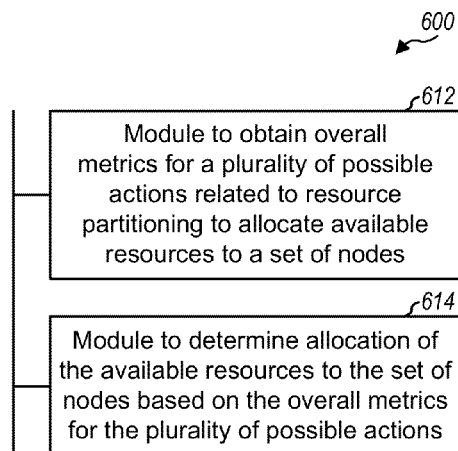 600
612
Module to obtain overall
metrics for a plurality of possible
actions related to resource
partitioning to allocate available
resources to a set of nodes
614
Module to determine allocation of
the available resources to the set of
nodes based on the overall metrics
for the plurality of possible actions